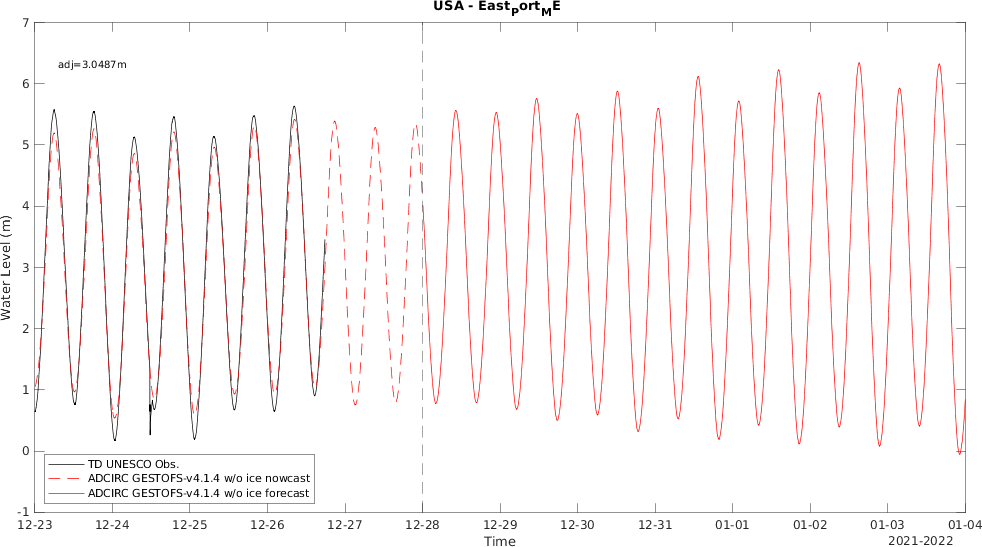 USA - EastPortME
7
adj=3.0487m
6
5
4
3
2
1
0
-1
Water Level (m)
TD UNESCO Obs.
ADCIRC GESTOFS-v4.1.4 w/o ice nowcast
ADCIRC GESTOFS-v4.1.4 w/o ice forecast
12-23 12-24 12-25 12-26 12-27 12-28 12-29 12-30 12-31 01-01 01-02 01-03 01-04
Time
2021-2022